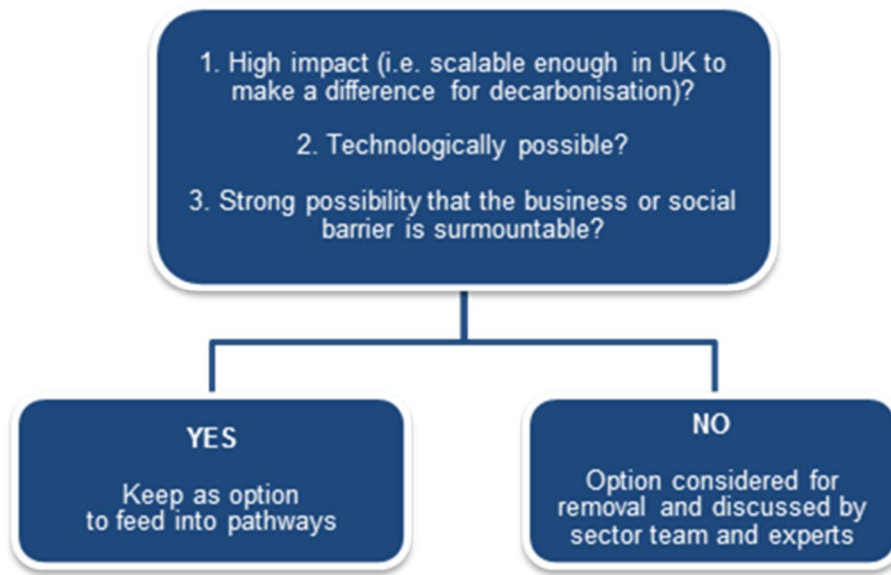 1. High impact (i.e. scalable enough in UK to
make a difference for decarbonisation)?
2. Technologically possible?
3. Strong possibility that the business or social
barrier is surmountable?
YES
Keep as option
to feed into pathways
NO
Option considered for
removal and discussed by
sector team and experts